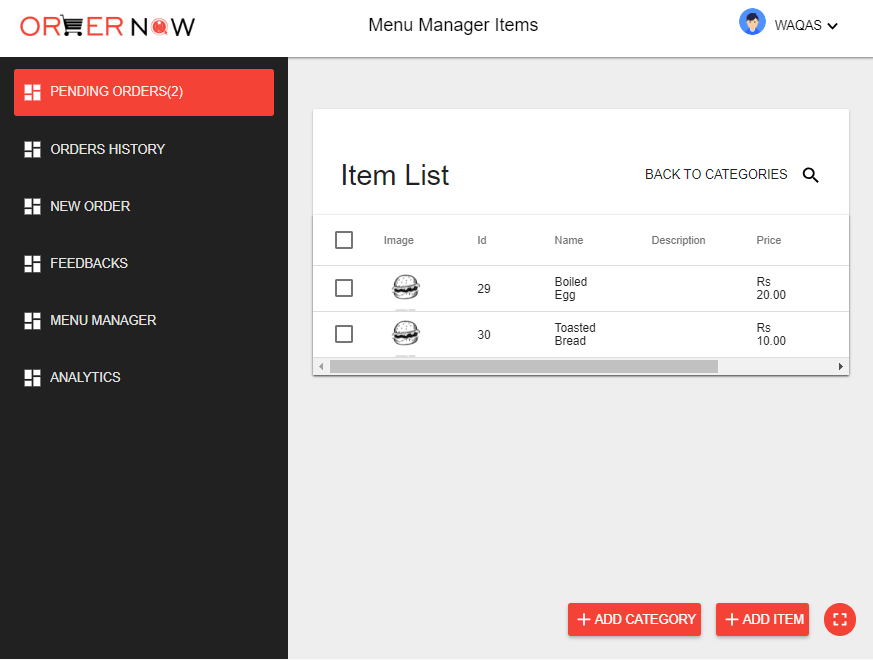 ORDER NOW
Menu Manager Items
WAQAS
PENDING ORDERS(2)
ORDERS HISTORY
NEW ORDER
FEEDBACKS
MENU MANAGER
ANALYTICS
Item List
BACK TO CATEGORIES
Image Id Name Description Price
29 Boiled Egg Rs 20.00
30 Toasted Bread Rs 10.00
ADD CATEGORY
ADD ITEM